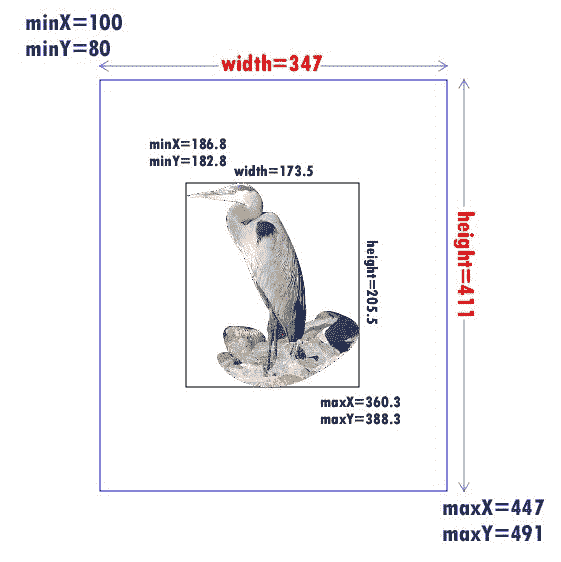 minX=100
minY=80
width=347
minX=186.8
minY=182.8
width=173.5
height=205.5
height=411
maxX=360.3
maxY=388.3
maxX=447
maxY=491